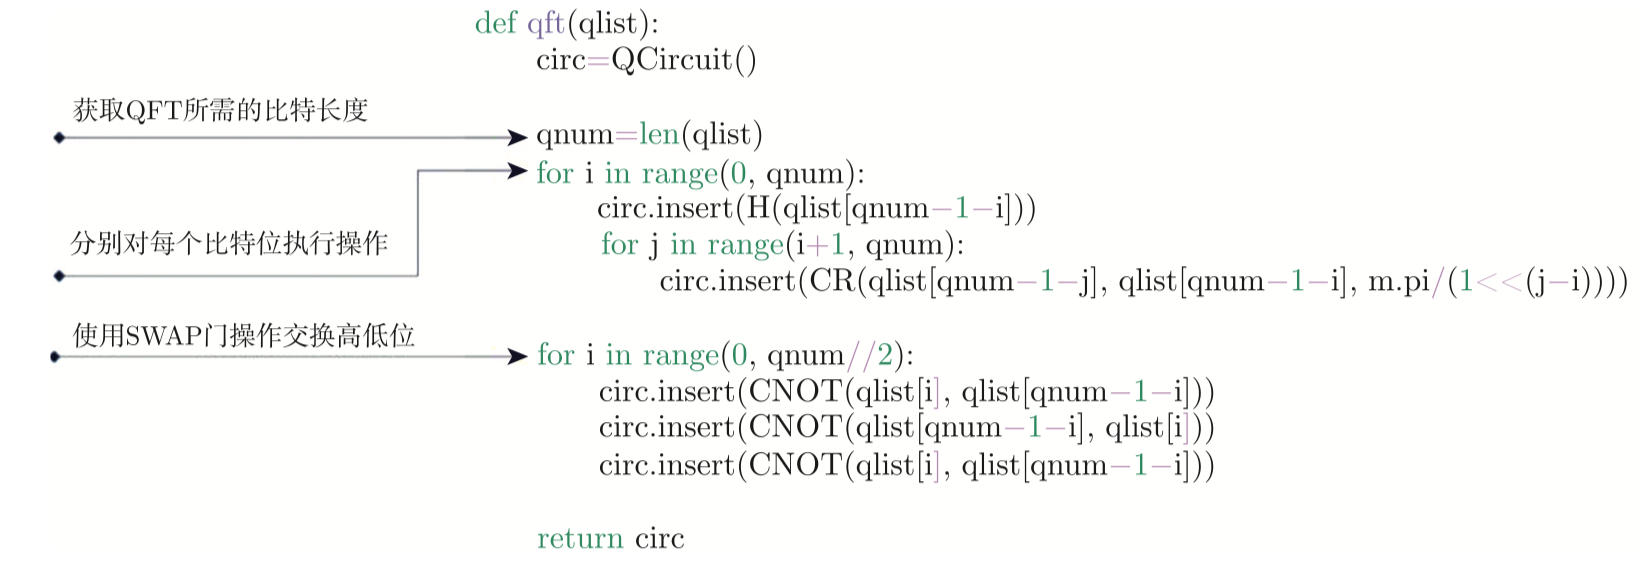 def qft(qlist):
circ=QCircuit()
获取QFT所需的比特长度
qnum=len(qlist)
for i in range(0, qnum):
circ.insert(H(qlist[qnum−1−i]))
分别对每个比特位执行操作
for j in range(i+1, qnum):
circ.insert(CR(qlist[qnum−1−j], qlist[qnum−1−i], m.pi/(1<<(j−i))))
使用SWAP门操作交换高低位
for i in range(0, qnum//2):
circ.insert(CNOT(qlist[i], qlist[qnum−1−i]))
circ.insert(CNOT(qlist[qnum−1−i], qlist[i]))
circ.insert(CNOT(qlist[i], qlist[qnum−1−i]))
return circ